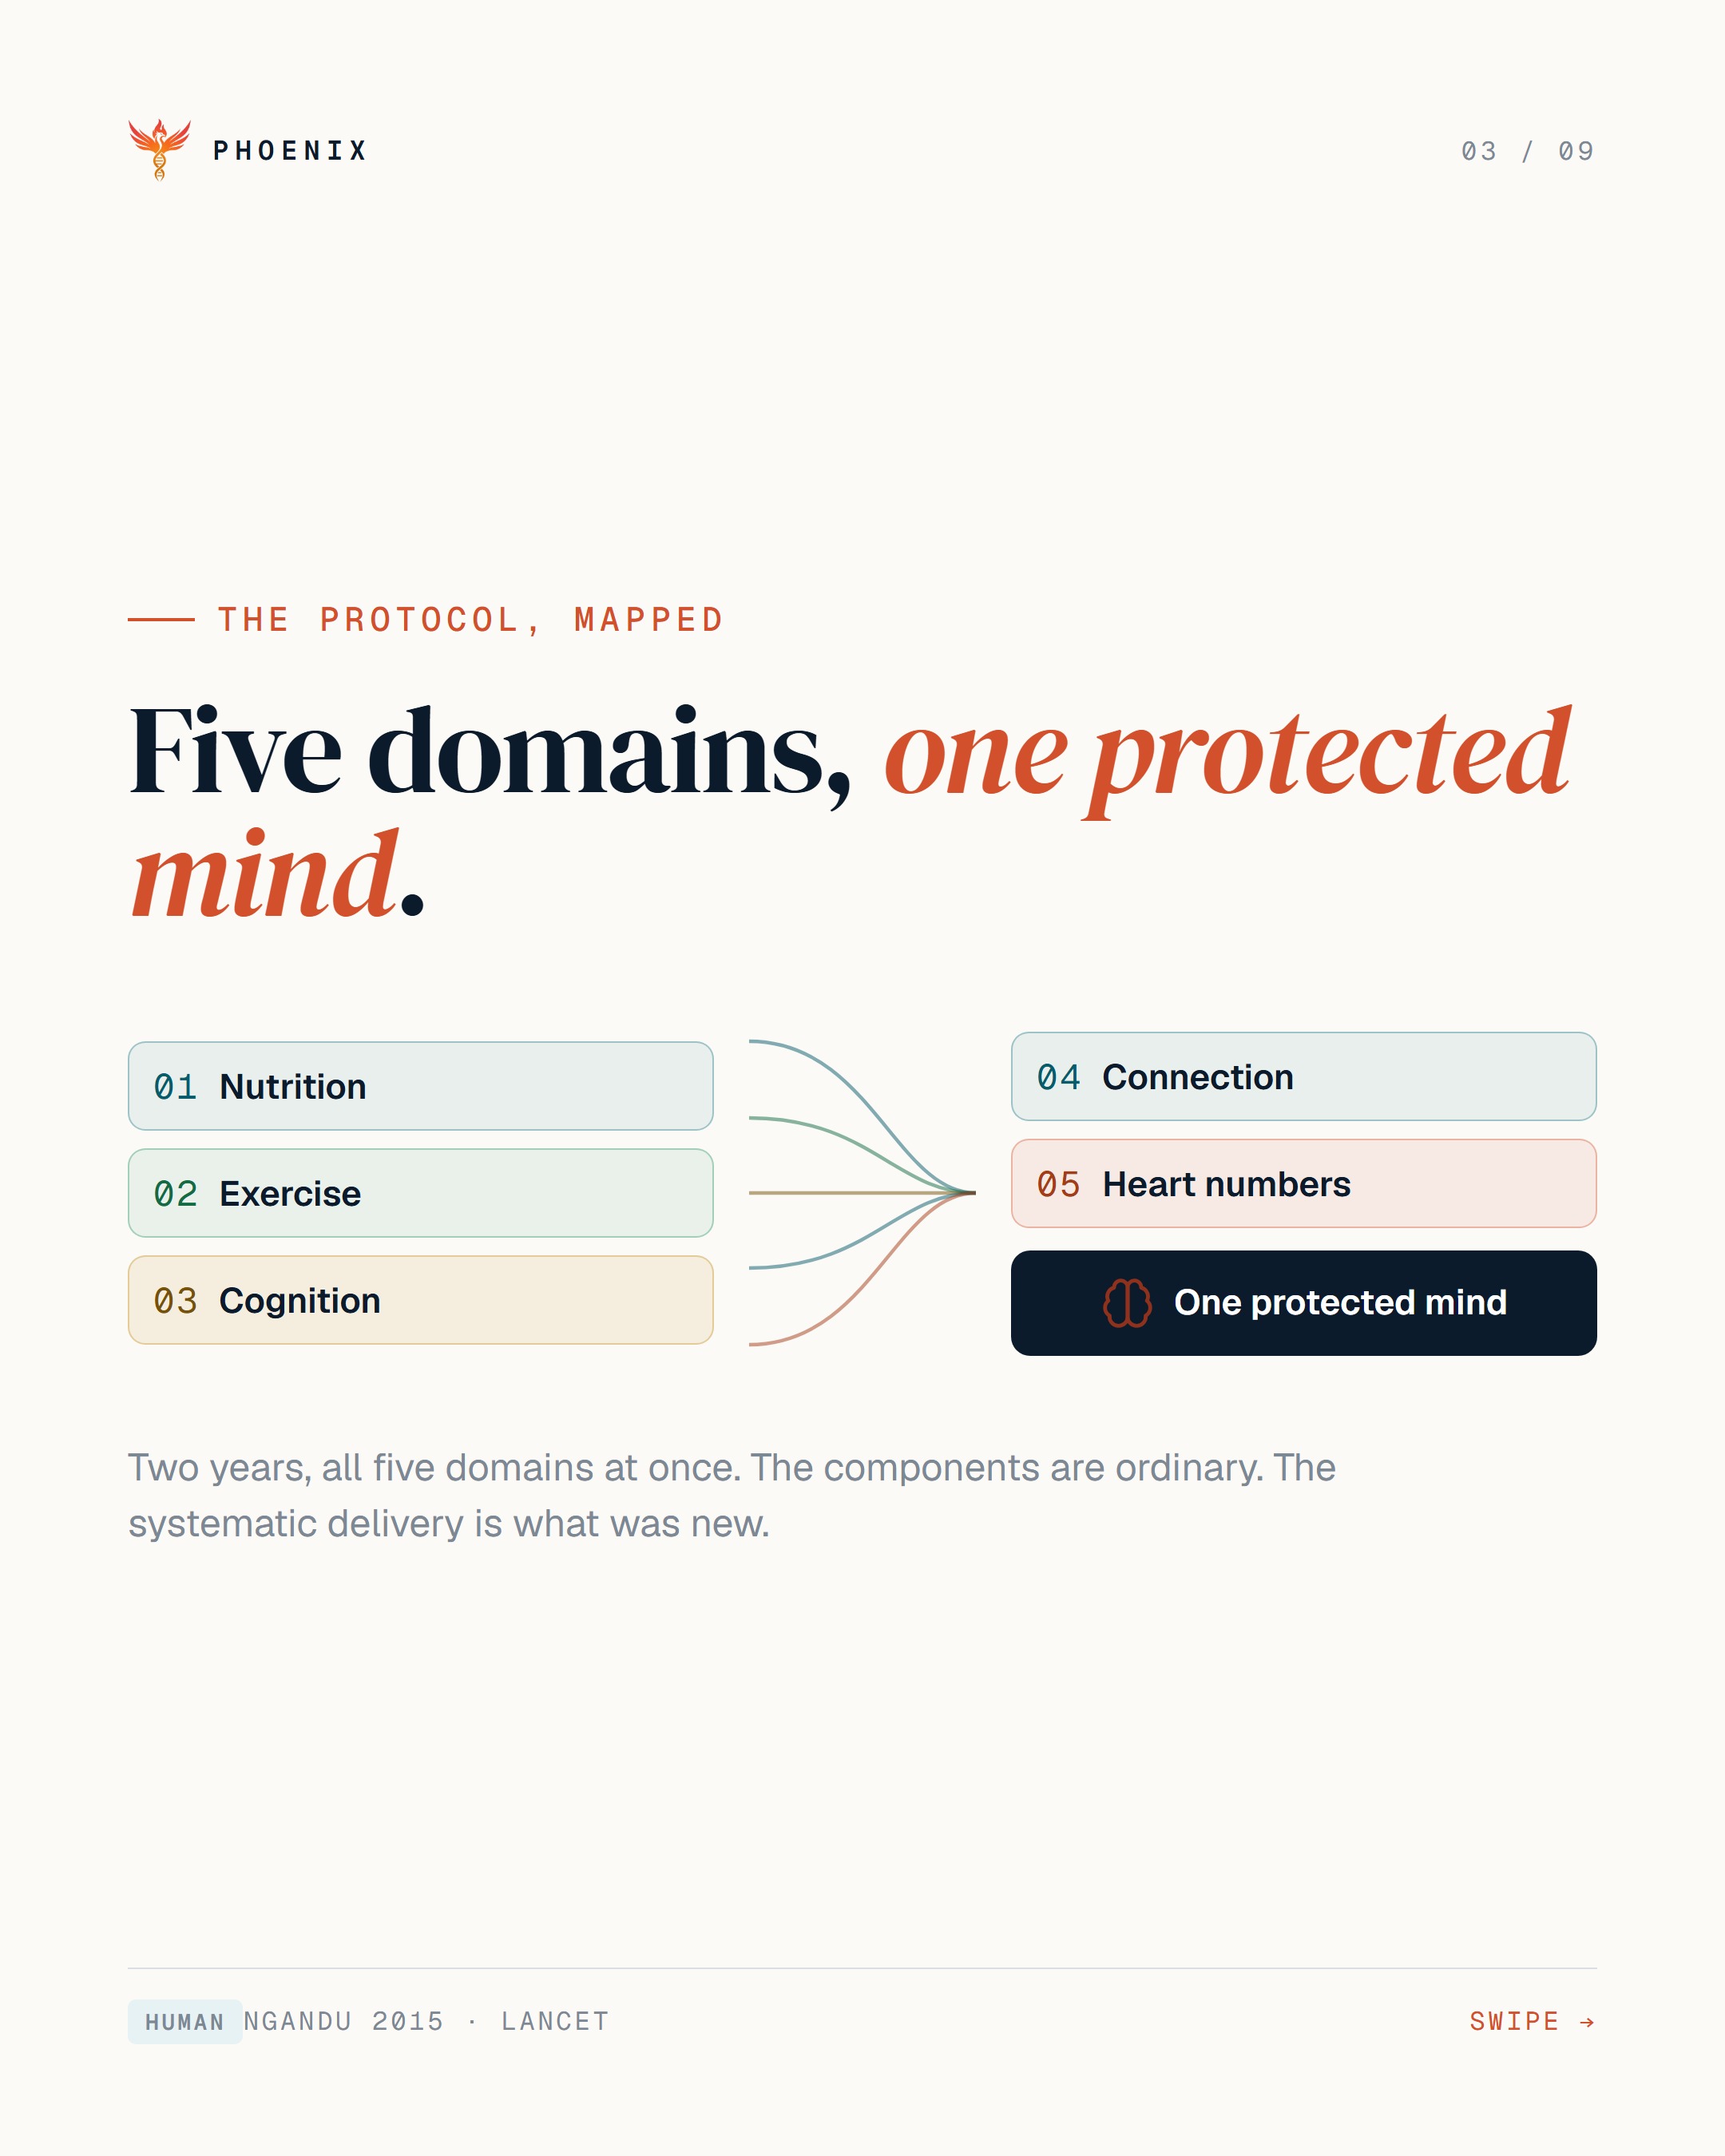 PHOENIX
03 / 09
THE PROTOCOL, MAPPED
Five domains, one protected
mind.
01 Nutrition
02 Exercise
03 Cognition
04 Connection
05 Heart numbers
One protected mind
Two years, all five domains at once. The components are ordinary. The
systematic delivery is what was new.
HUMAN NGANDU 2015 · LANCET
SWIPE →